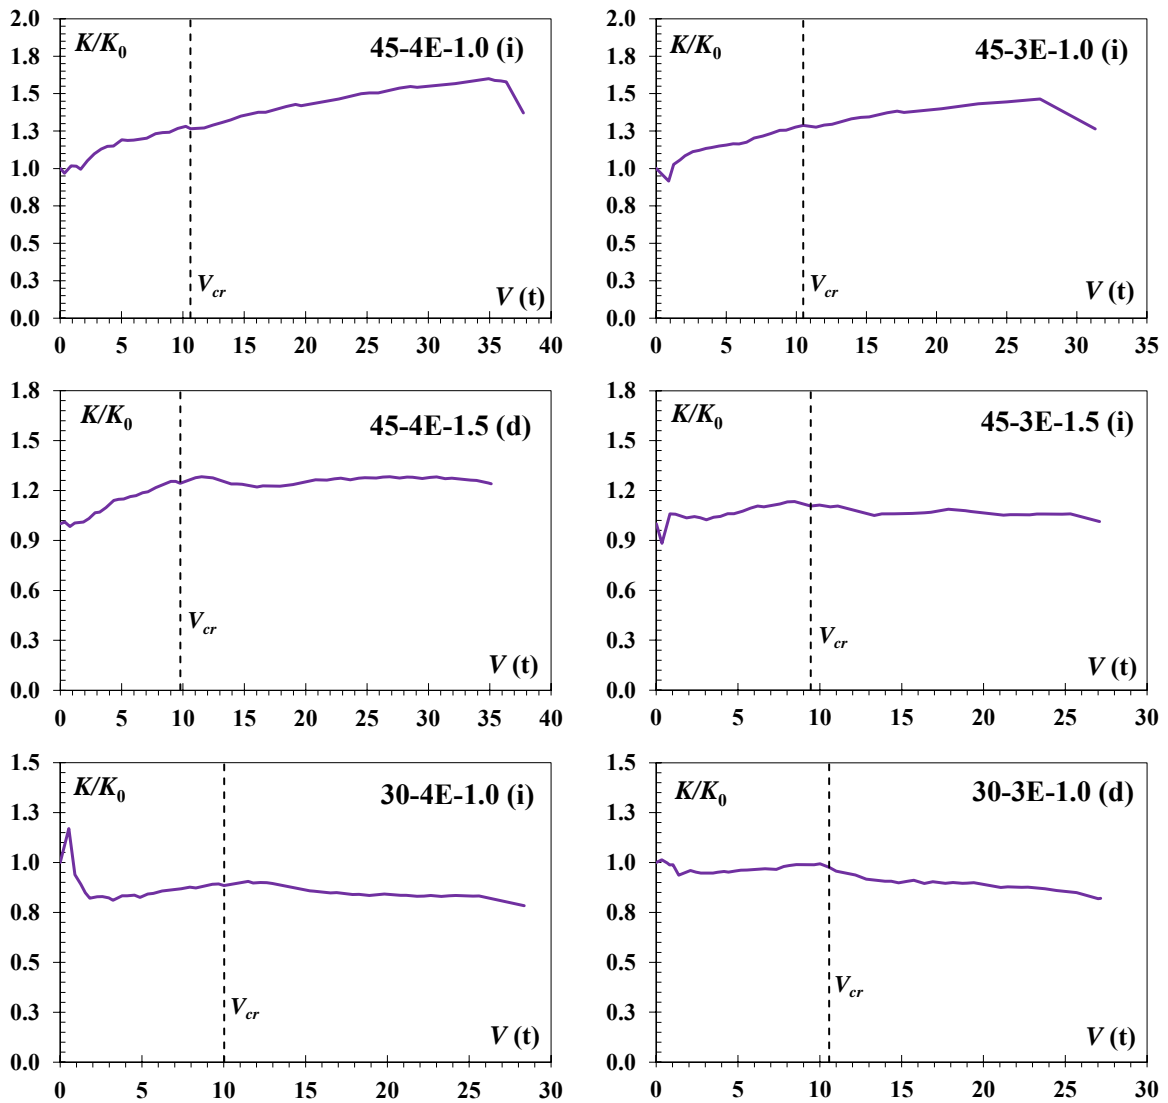 K/K0
45-4E-1.0 (i)
2.0
1.8
1.5
1.3
1.0
0.8
0.5
0.3
0.0
Vcr
V (t)
0 5 10 15 20 25 30 35 40
K/K0
45-3E-1.0 (i)
2.0
1.8
1.5
1.3
1.0
0.8
0.5
0.3
0.0
Vcr
V (t)
0 5 10 15 20 25 30 35
K/K0
45-4E-1.5 (d)
1.8
1.5
1.2
0.9
0.6
0.3
0.0
Vcr
V (t)
0 5 10 15 20 25 30 35 40
K/K0
45-3E-1.5 (i)
1.8
1.5
1.2
0.9
0.6
0.3
0.0
Vcr
V (t)
0 5 10 15 20 25 30
K/K0
30-4E-1.0 (i)
1.5
1.3
1.0
0.8
0.5
0.3
0.0
Vcr
V (t)
0 5 10 15 20 25 30
K/K0
30-3E-1.0 (d)
1.5
1.3
1.0
0.8
0.5
0.3
0.0
Vcr
V (t)
0 5 10 15 20 25 30